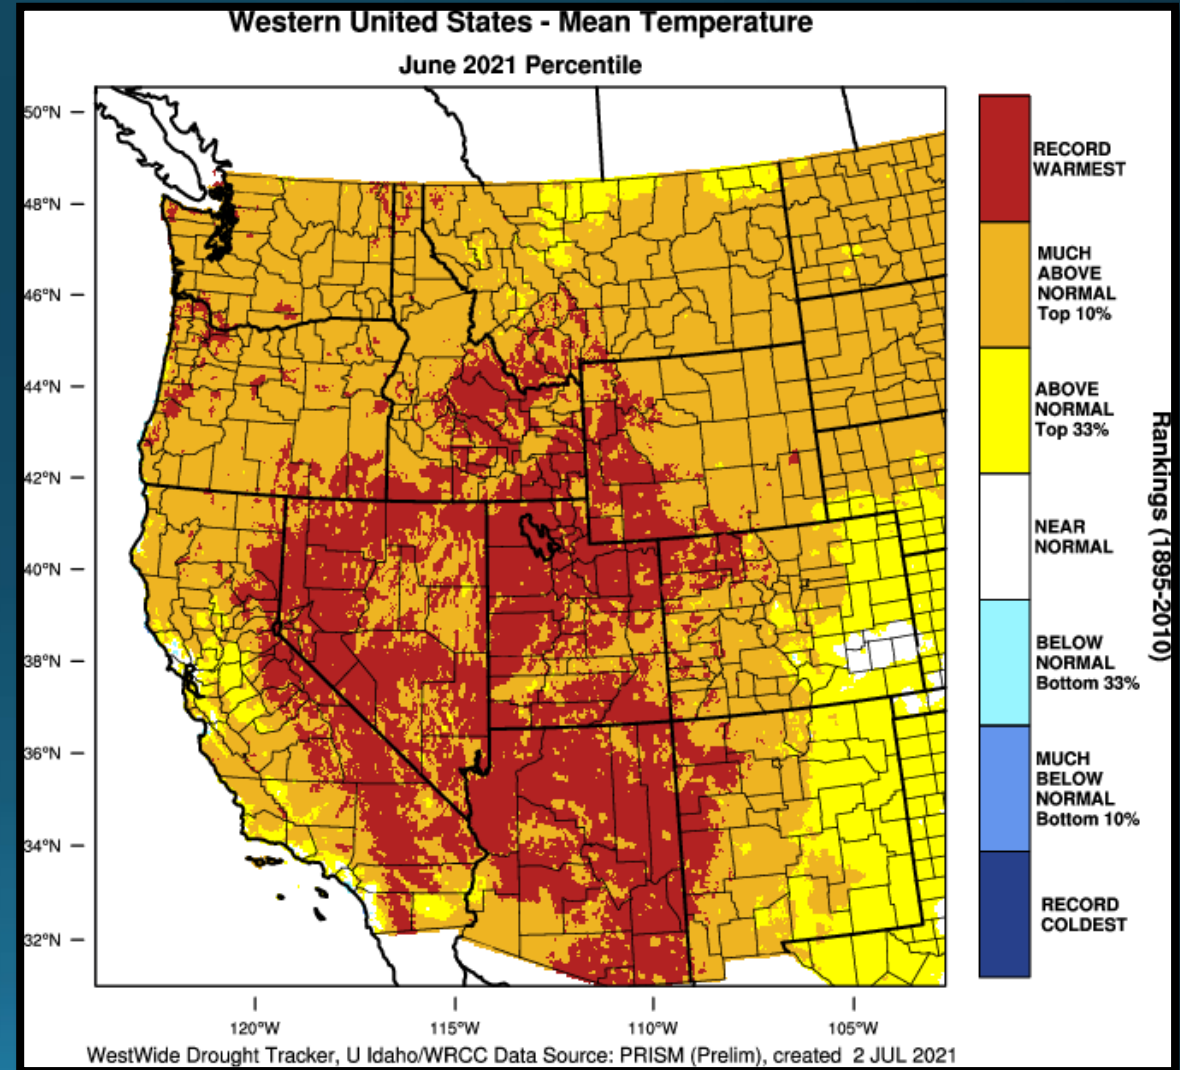 Western United States - Mean Temperature
June 2021 Percentile
50°N
48°N
46°N
44°N
42°N
40°N
38°N
36°N
34°N
32°N
120°W
115°W
110°W
105°W
RECORD
WARMEST
MUCH
ABOVE
NORMAL
Top 10%
ABOVE
NORMAL
Top 33%
NEAR
NORMAL
BELOW
NORMAL
Bottom 33%
MUCH
BELOW
NORMAL
Bottom 10%
RECORD
COLDEST
Rankings (1895-2010)
WestWide Drought Tracker, U Idaho/WRCC Data Source: PRISM (Prelim), created 2 JUL 2021